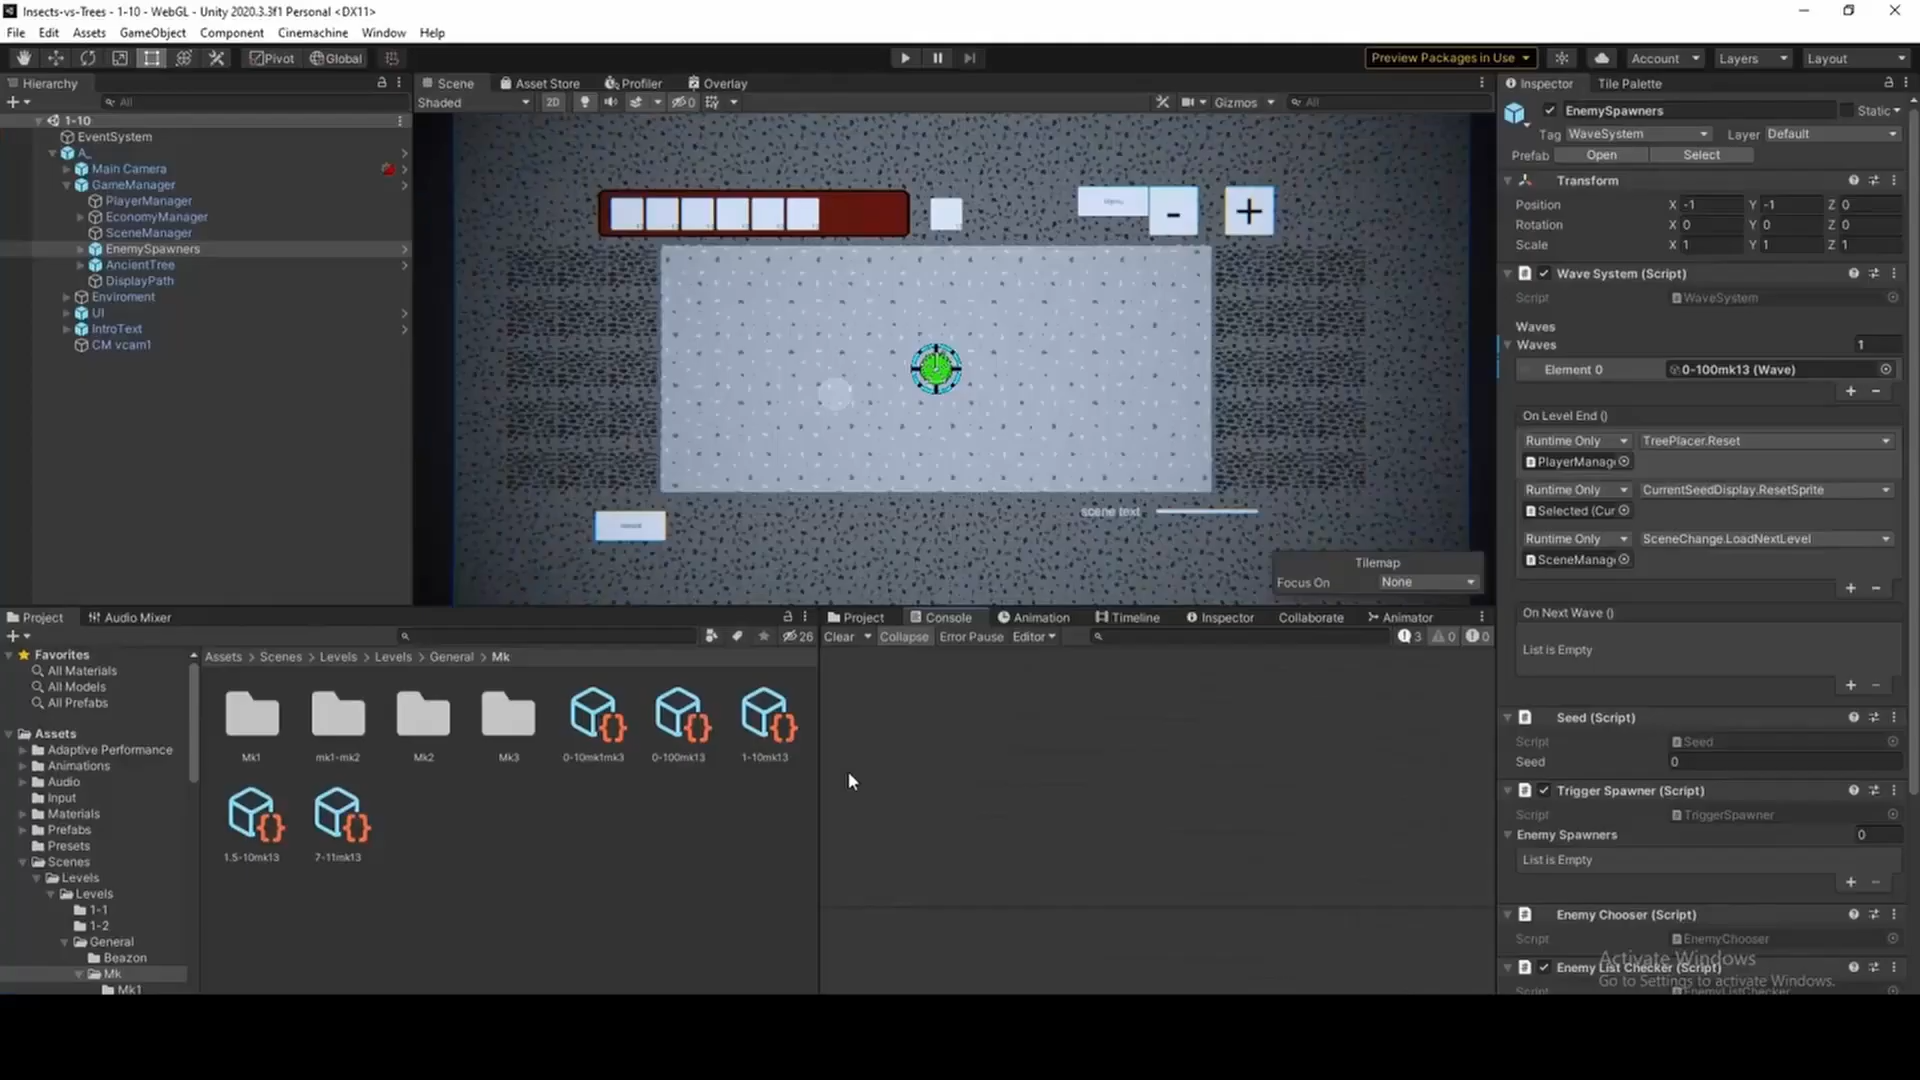 Insects-vs-Trees - 1-10 - WebGL - Unity 2020.3.3f1 Personal <DX11>
File Edit Assets GameObject Component Cinemachine Window Help
Pivot Global Preview Packages in Use Account Layers Layout
Hierarchy
All
1-10
EventSystem
A_
Main Camera
GameManager
PlayerManager
EconomyManager
SceneManager
EnemySpawners
AncientTree
DisplayPath
Enviroment
UI
IntroText
CM vcam1
Scene Asset Store Profiler Overlay
Shaded 2D 0 Gizmos All
- +
scene text
Tilemap
Focus On None
Inspector Tile Palette
EnemySpawners Static
Tag WaveSystem Layer Default
Prefab Open Select
Transform
Position X -1 Y -1 Z 0
Rotation X 0 Y 0 Z 0
Scale X 1 Y 1 Z 1
Wave System (Script)
Script WaveSystem
Waves
Waves 1
Element 0 0-100mk13 (Wave)
+ -
On Level End ()
Runtime Only TreePlacer.Reset
PlayerManag
Runtime Only CurrentSeedDisplay.ResetSprite
Selected (Cur
Runtime Only SceneChange.LoadNextLevel
SceneManag
+ -
On Next Wave ()
List is Empty
+ -
Seed (Script)
Script Seed
Seed 0
Trigger Spawner (Script)
Script TriggerSpawner
Enemy Spawners 0
List is Empty
+ -
Enemy Chooser (Script)
Script EnemyChooser
Enemy List Checker (Script)
Script EnemyListChecker
Activate Windows
Go to Settings to activate Windows.
Project Audio Mixer
26
Favorites
All Materials
All Models
All Prefabs
Assets
Adaptive Performance
Animations
Audio
Input
Materials
Prefabs
Presets
Scenes
Levels
Levels
1-1
1-2
General
Beazon
Mk
Mk1
Assets > Scenes > Levels > Levels > General > Mk
Mk1 mk1-mk2 Mk2 Mk3 0-10mk1mk3 0-100mk13 1-10mk13
1.5-10mk13 7-11mk13
Project Console Animation Timeline Inspector Collaborate Animator
Clear Collapse Error Pause Editor 3 0 0